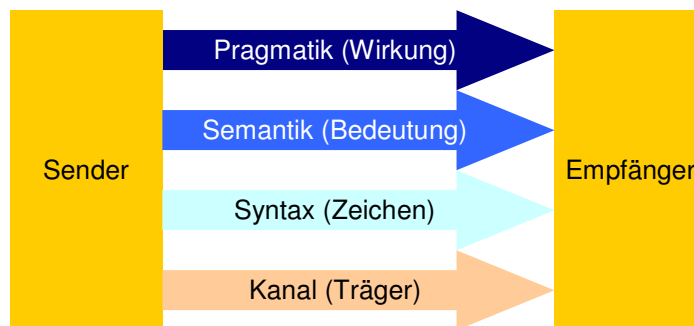 Pragmatik (Wirkung)
Semantik (Bedeutung)
Sender
Empfänger
Syntax (Zeichen)
Kanal (Träger)